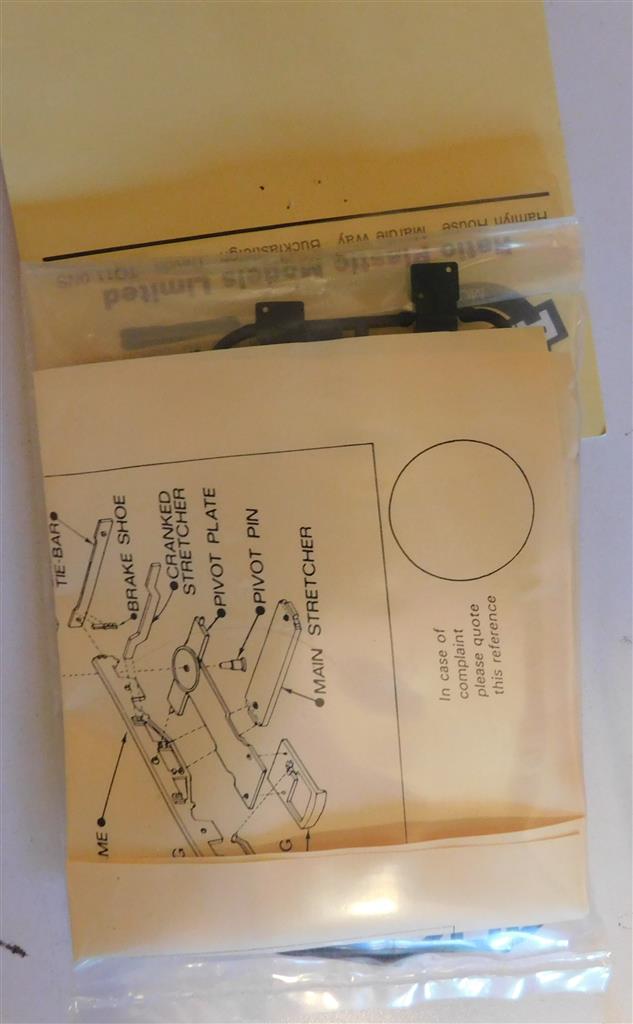 Hamlyn House Mardle Way
Ratio Plastic Models Limited
TIE-BAR
BRAKE SHOE
CRANKED
STRETCHER
PIVOT PLATE
PIVOT PIN
MAIN STRETCHER
ME
G
G
In case of
complaint
please quote
this reference